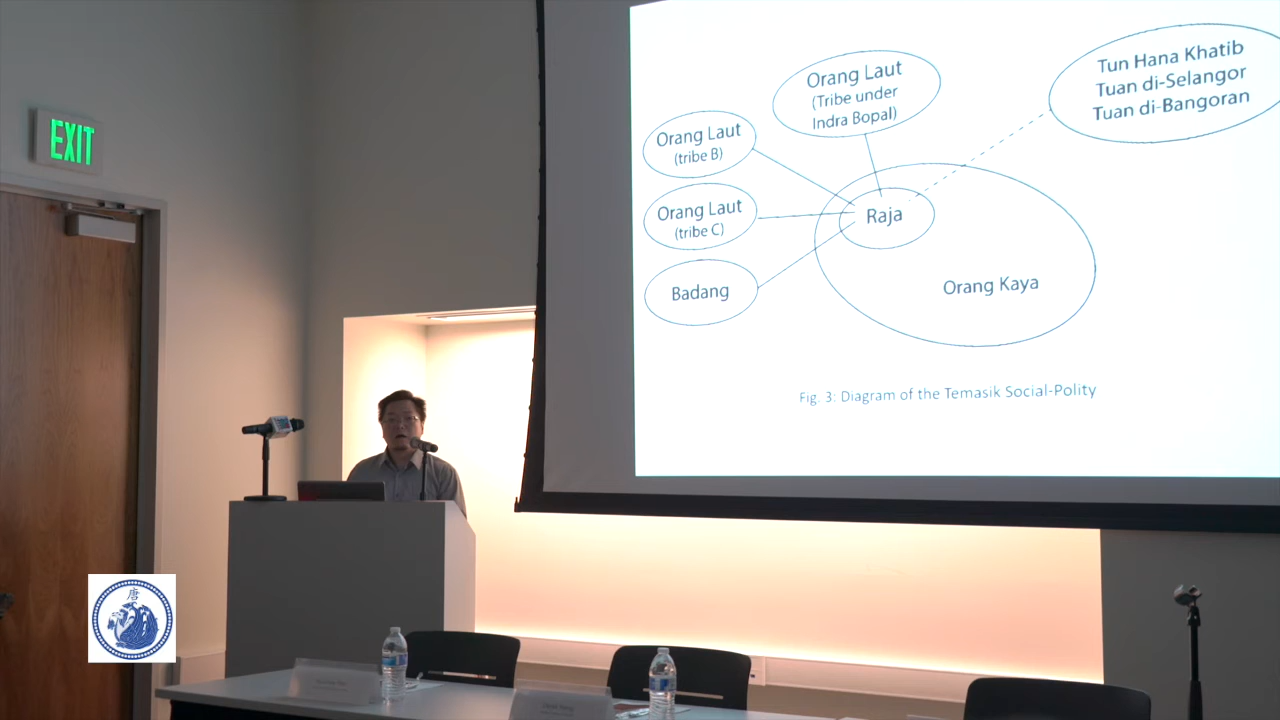 EXIT
Orang Laut
(Tribe under
Indra Bopal)
Tun Hana Khatib
Tuan di-Selangor
Tuan di-Bangoran
Orang Laut
(tribe B)
Orang Laut
(tribe C)
Raja
Badang
Orang Kaya
Fig. 3: Diagram of the Temasik Social-Polity
唐